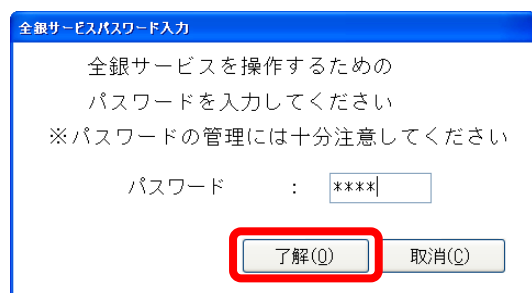 全銀サービスパスワード入力
全銀サービスを操作するための
パスワードを入力してください
※パスワードの管理には十分注意してください
パスワード : ****
了解(O) 取消(C)